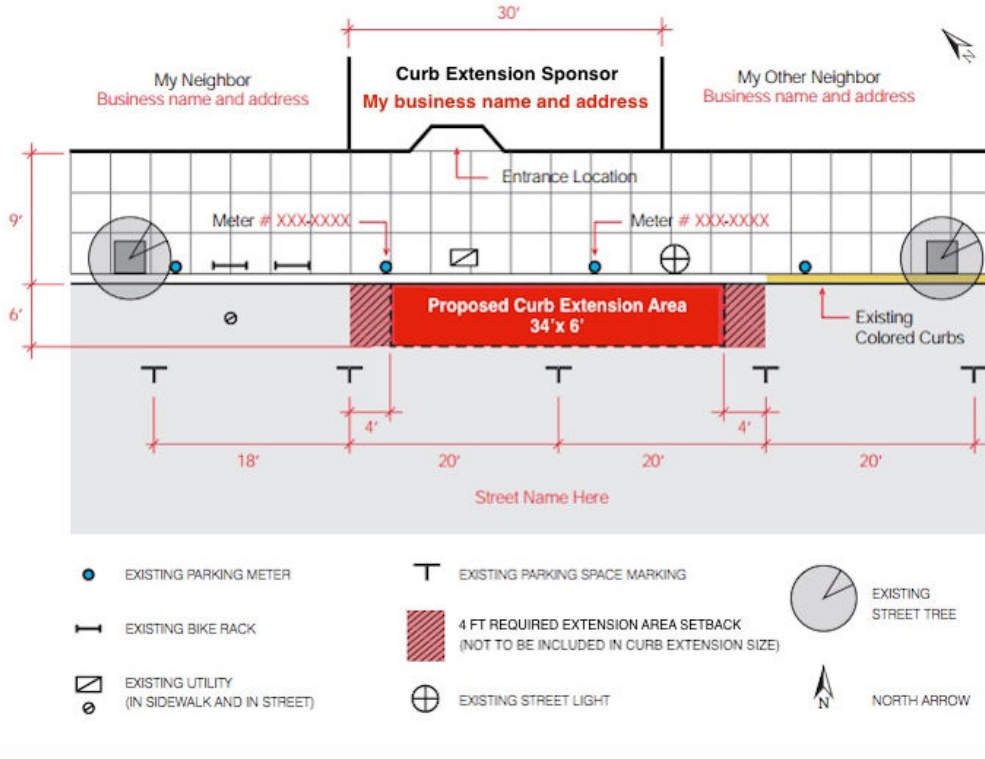 30'
My Neighbor
Business name and address
Curb Extension Sponsor
My business name and address
My Other Neighbor
Business name and address
N
Entrance Location
9'
Meter # XXX-XXXX
Meter # XXX-XXXX
6'
Proposed Curb Extension Area
34'x 6'
Existing
Colored Curbs
4'
4'
18'
20'
20'
20'
Street Name Here
EXISTING PARKING METER
EXISTING BIKE RACK
EXISTING UTILITY
(IN SIDEWALK AND IN STREET)
EXISTING PARKING SPACE MARKING
4 FT REQUIRED EXTENSION AREA SETBACK
(NOT TO BE INCLUDED IN CURB EXTENSION SIZE)
EXISTING STREET LIGHT
EXISTING
STREET TREE
N
NORTH ARROW